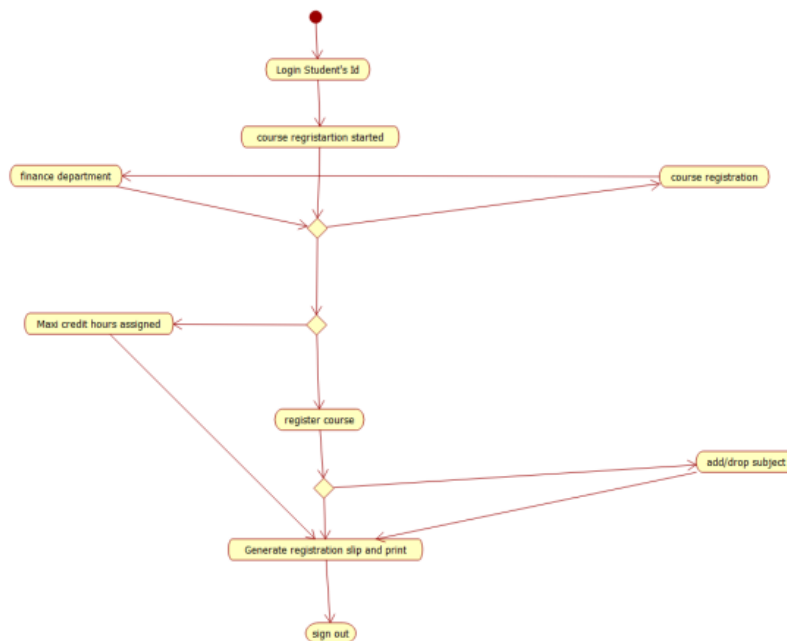 Login Student's Id
course regristartion started
finance department
course registration
Maxi credit hours assigned
register course
add/drop subject
Generate registration slip and print
sign out